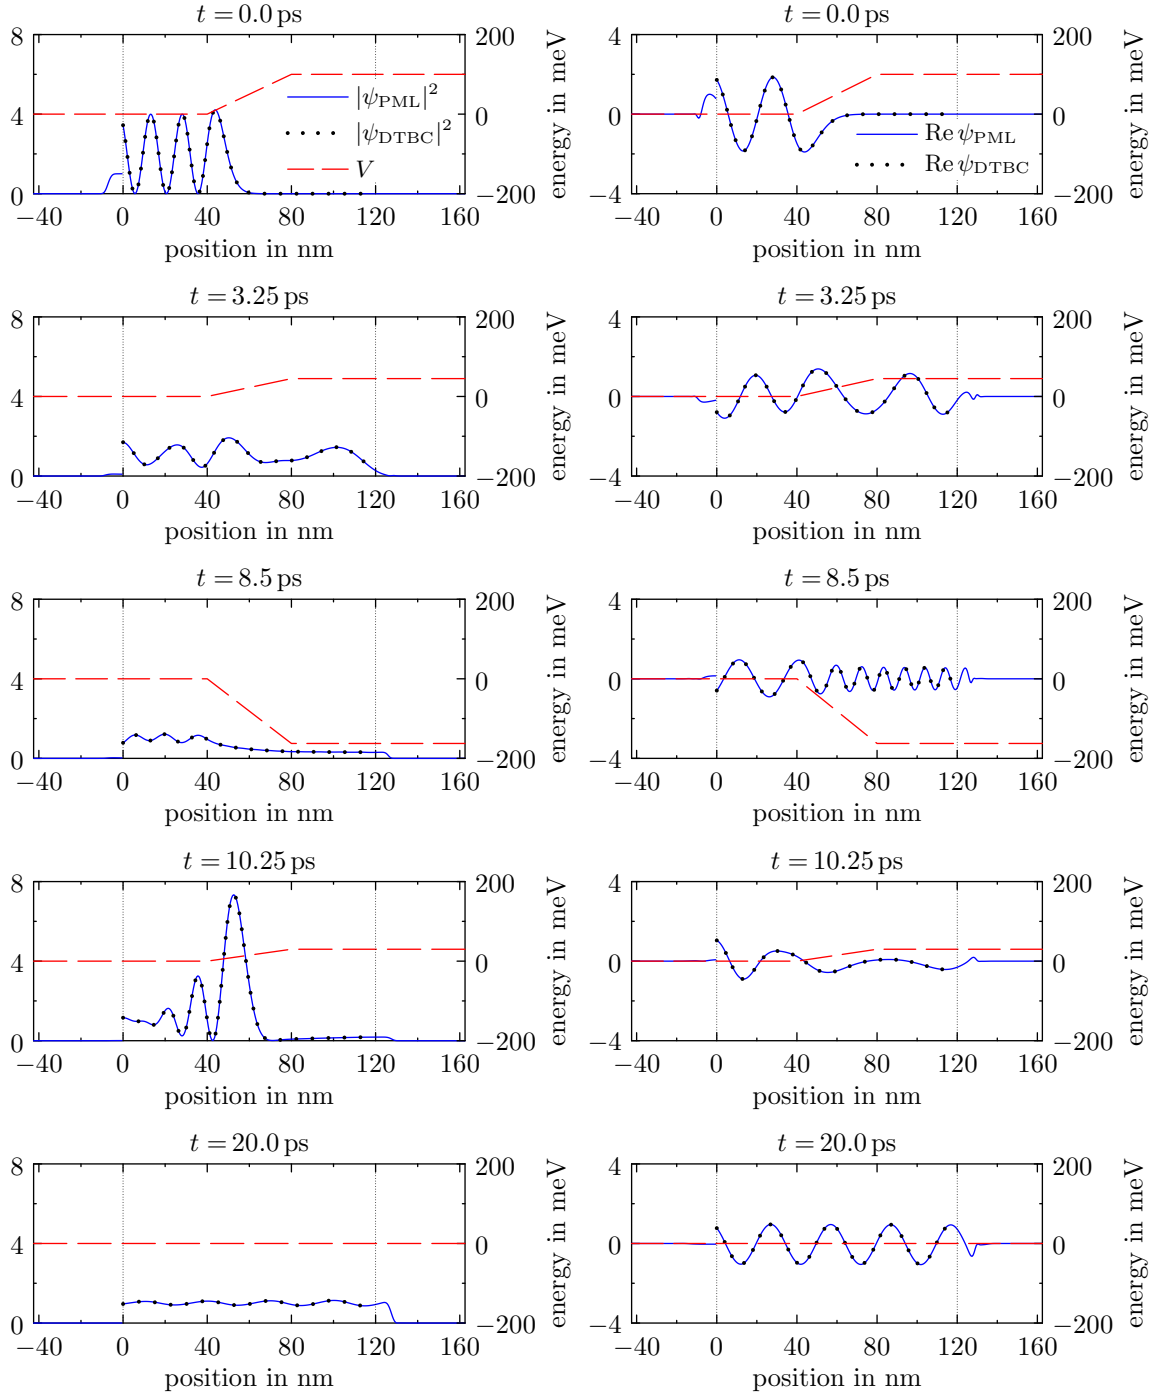 t = 0.0 ps
8
4
0
200
0
−200
energy in meV
|ψPML|²
|ψDTBC|²
V
−40 0 40 80 120 160
position in nm
t = 0.0 ps
4
0
−4
200
0
−200
energy in meV
Re ψPML
Re ψDTBC
−40 0 40 80 120 160
position in nm
t = 3.25 ps
8
4
0
200
0
−200
energy in meV
−40 0 40 80 120 160
position in nm
t = 3.25 ps
4
0
−4
200
0
−200
energy in meV
−40 0 40 80 120 160
position in nm
t = 8.5 ps
8
4
0
200
0
−200
energy in meV
−40 0 40 80 120 160
position in nm
t = 8.5 ps
4
0
−4
200
0
−200
energy in meV
−40 0 40 80 120 160
position in nm
t = 10.25 ps
8
4
0
200
0
−200
energy in meV
−40 0 40 80 120 160
position in nm
t = 10.25 ps
4
0
−4
200
0
−200
energy in meV
−40 0 40 80 120 160
position in nm
t = 20.0 ps
8
4
0
200
0
−200
energy in meV
−40 0 40 80 120 160
position in nm
t = 20.0 ps
4
0
−4
200
0
−200
energy in meV
−40 0 40 80 120 160
position in nm